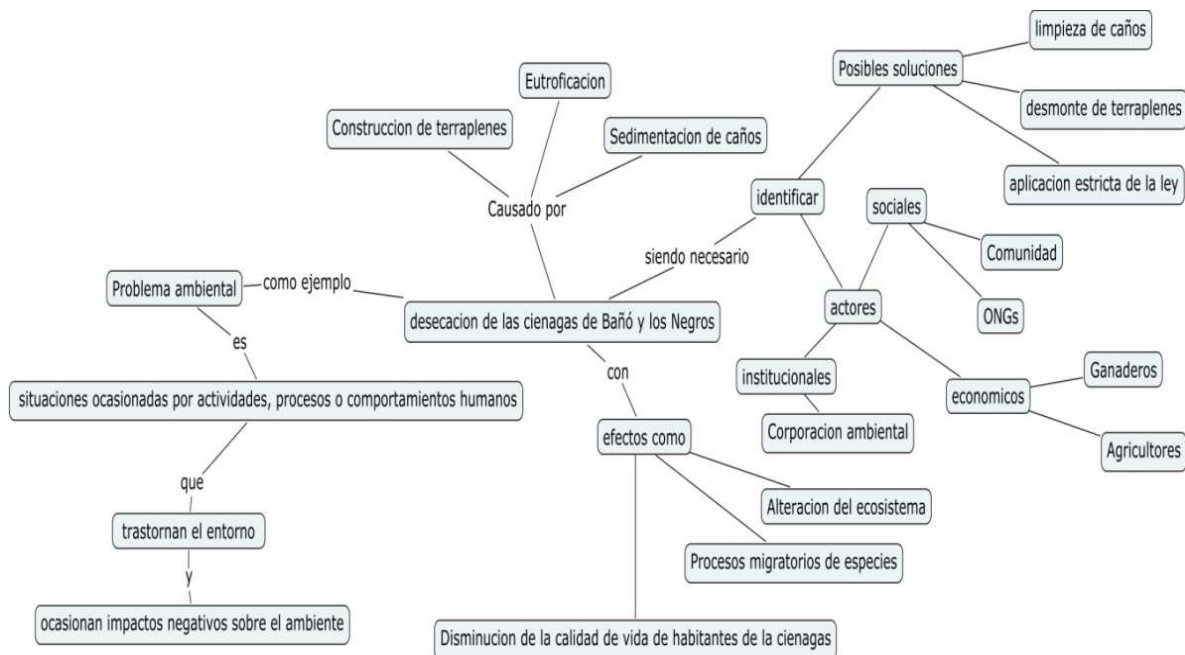 limpieza de caños
Posibles soluciones
Eutroficacion
desmonte de terraplenes
Construccion de terraplenes
Sedimentacion de caños
aplicacion estricta de la ley
identificar
sociales
Causado por
siendo necesario
Comunidad
Problema ambiental
como ejemplo
actores
ONGs
desecacion de las cienagas de Bañó y los Negros
es
con
institucionales
Ganaderos
situaciones ocasionadas por actividades, procesos o comportamientos humanos
economicos
efectos como
Corporacion ambiental
Agricultores
que
Alteracion del ecosistema
trastornan el entorno
Procesos migratorios de especies
y
ocasionan impactos negativos sobre el ambiente
Disminucion de la calidad de vida de habitantes de la cienagas